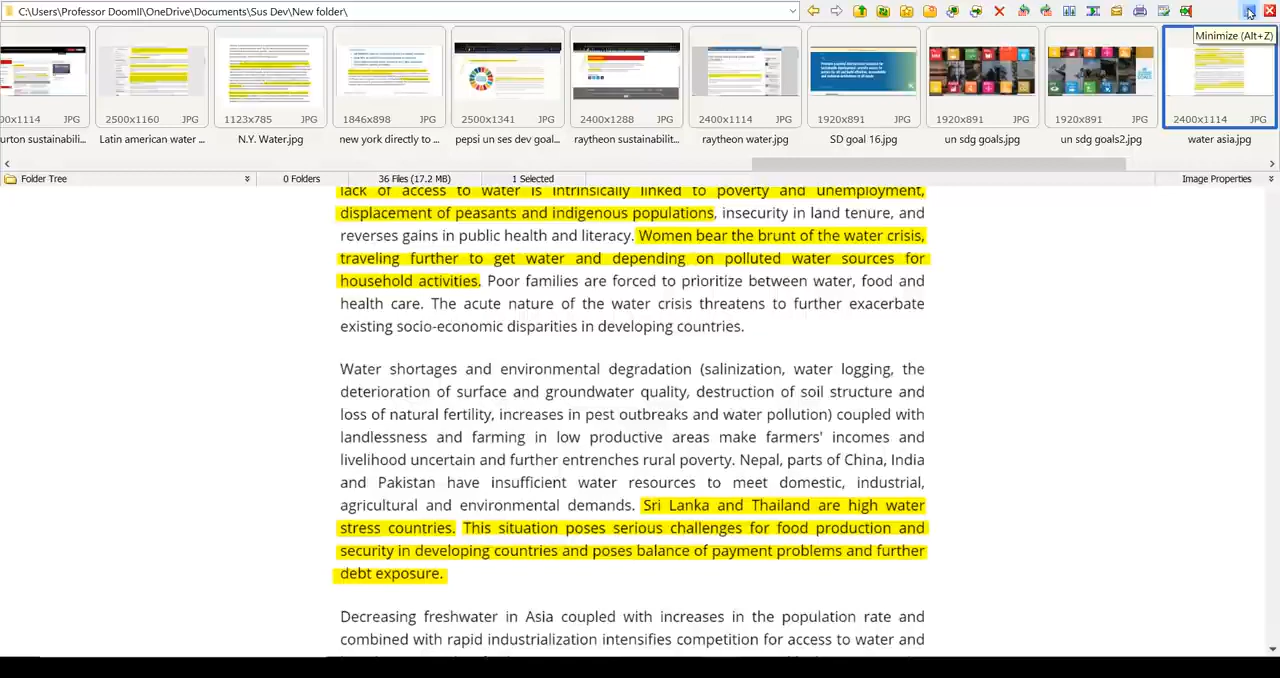 C:\Users\Professor DoomII\OneDrive\Documents\Sus Dev\New folder\
Minimize (Alt+Z)
00x1114 JPG
2500x1160 JPG
1123x785 JPG
1846x898 JPG
2500x1341 JPG
2400x1288 JPG
2400x1114 JPG
1920x891 JPG
1920x891 JPG
1920x891 JPG
2400x1114 JPG
urton sustainabili...
Latin american water ...
N.Y. Water.jpg
new york directly to ...
pepsi unuses dev goal...
raytheon sustainabilit...
raytheon water.jpg
SD goal 16.jpg
un sdg goals.jpg
un sdg goals2.jpg
water asia.jpg
Folder Tree
0 Folders
36 Files (17.2 MB)
1 Selected
Image Properties
lack of access to water is intrinsically linked to poverty and unemployment,
displacement of peasants and indigenous populations, insecurity in land tenure, and
reverses gains in public health and literacy. Women bear the brunt of the water crisis,
traveling further to get water and depending on polluted water sources for
household activities. Poor families are forced to prioritize between water, food and
health care. The acute nature of the water crisis threatens to further exacerbate
existing socio-economic disparities in developing countries.
Water shortages and environmental degradation (salinization, water logging, the
deterioration of surface and groundwater quality, destruction of soil structure and
loss of natural fertility, increases in pest outbreaks and water pollution) coupled with
landlessness and farming in low productive areas make farmers' incomes and
livelihood uncertain and further entrenches rural poverty. Nepal, parts of China, India
and Pakistan have insufficient water resources to meet domestic, industrial,
agricultural and environmental demands. Sri Lanka and Thailand are high water
stress countries. This situation poses serious challenges for food production and
security in developing countries and poses balance of payment problems and further
debt exposure.
Decreasing freshwater in Asia coupled with increases in the population rate and
combined with rapid industrialization intensifies competition for access to water and